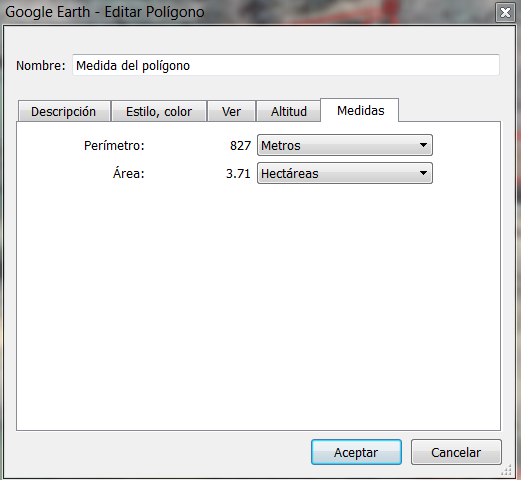 Google Earth - Editar Polígono
Nombre: Medida del polígono
Descripción Estilo, color Ver Altitud Medidas
Perímetro: 827 Metros
Área: 3.71 Hectáreas
Aceptar Cancelar